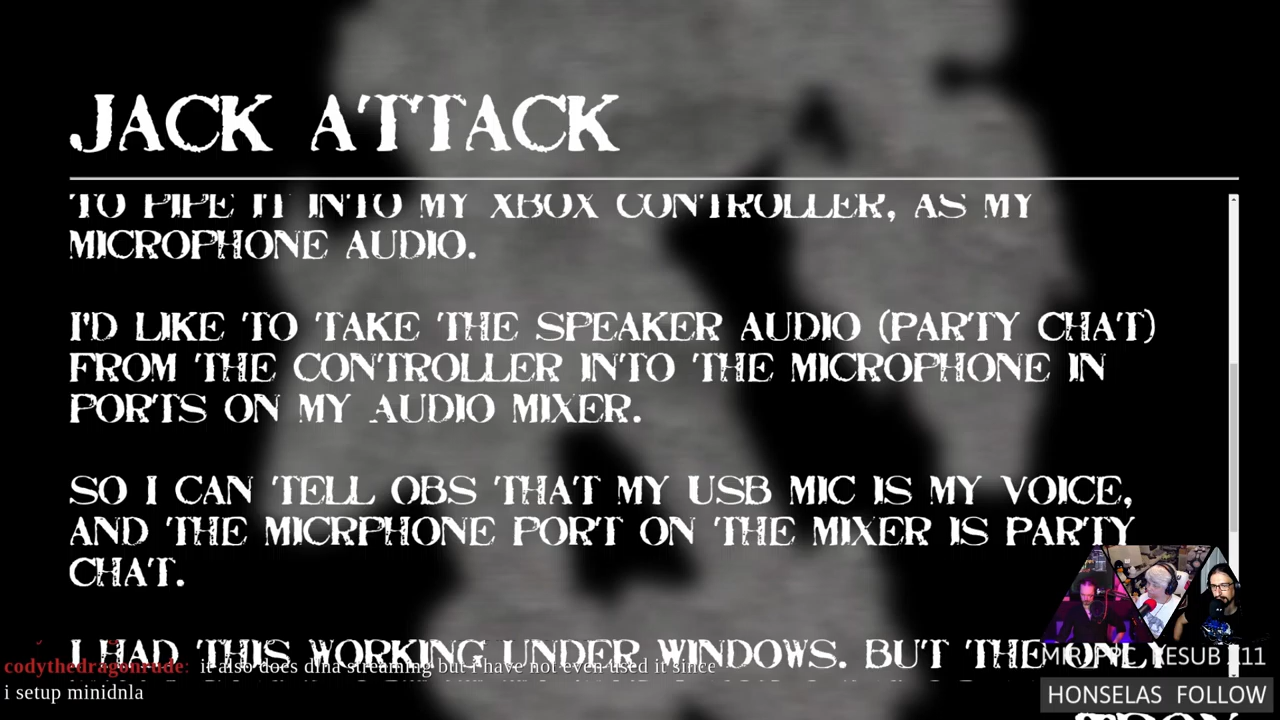 JACK ATTACK
TO PIPE IT INTO MY XBOX CONTROLLER, AS MY
MICROPHONE AUDIO.
I'D LIKE TO TAKE THE SPEAKER AUDIO (PARTY CHAT)
FROM THE CONTROLLER INTO THE MICROPHONE IN
PORTS ON MY AUDIO MIXER.
SO I CAN TELL OBS THAT MY USB MIC IS MY VOICE,
AND THE MICRPHONE PORT ON THE MIXER IS PARTY
CHAT.
I HAD THIS WORKING UNDER WINDOWS. BUT THE ONLY
codythedragonrude: it also does dlna streaming but i have not even used it since
i setup minidnla
RESUB X11
HONSELAS FOLLOW